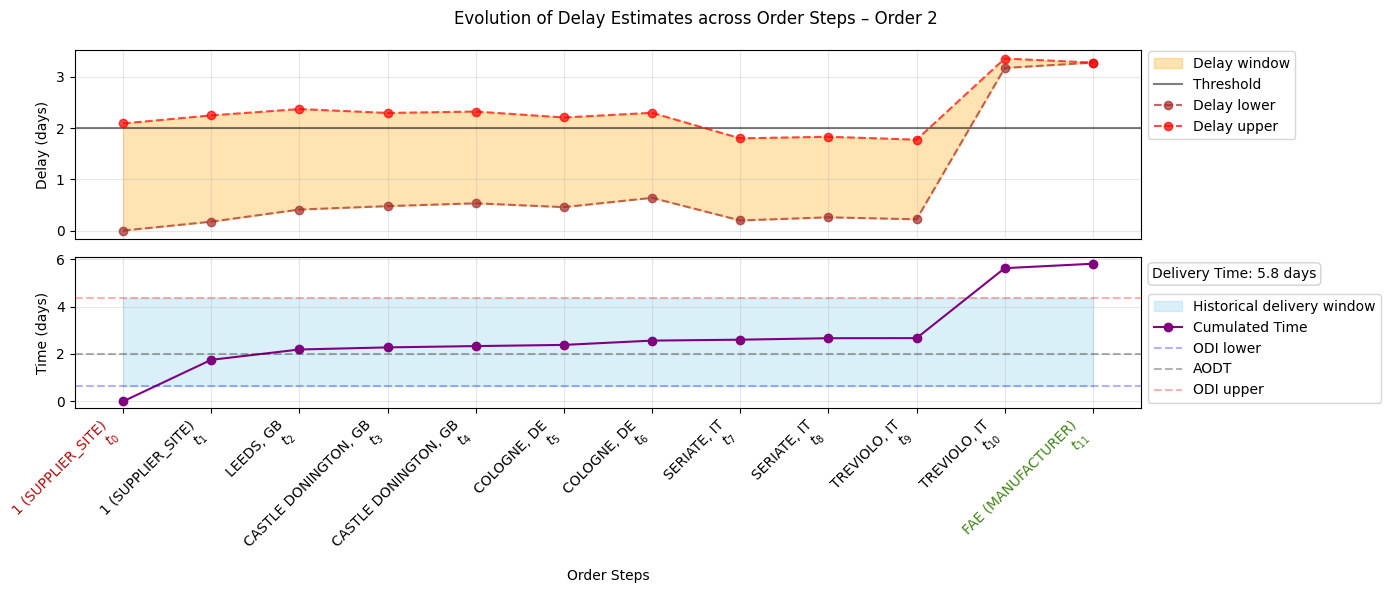 Evolution of Delay Estimates across Order Steps – Order 2
Delay (days)
3
2
1
0
Delay window
Threshold
Delay lower
Delay upper
Time (days)
6
4
2
0
Delivery Time: 5.8 days
Historical delivery window
Cumulated Time
ODI lower
AODT
ODI upper
1 (SUPPLIER_SITE)
t0
1 (SUPPLIER_SITE)
t1
LEEDS, GB
t2
CASTLE DONINGTON, GB
t3
CASTLE DONINGTON, GB
t4
COLOGNE, DE
t5
COLOGNE, DE
t6
SERIATE, IT
t7
SERIATE, IT
t8
TREVIOLO, IT
t9
TREVIOLO, IT
t10
FAE (MANUFACTURER)
t11
Order Steps